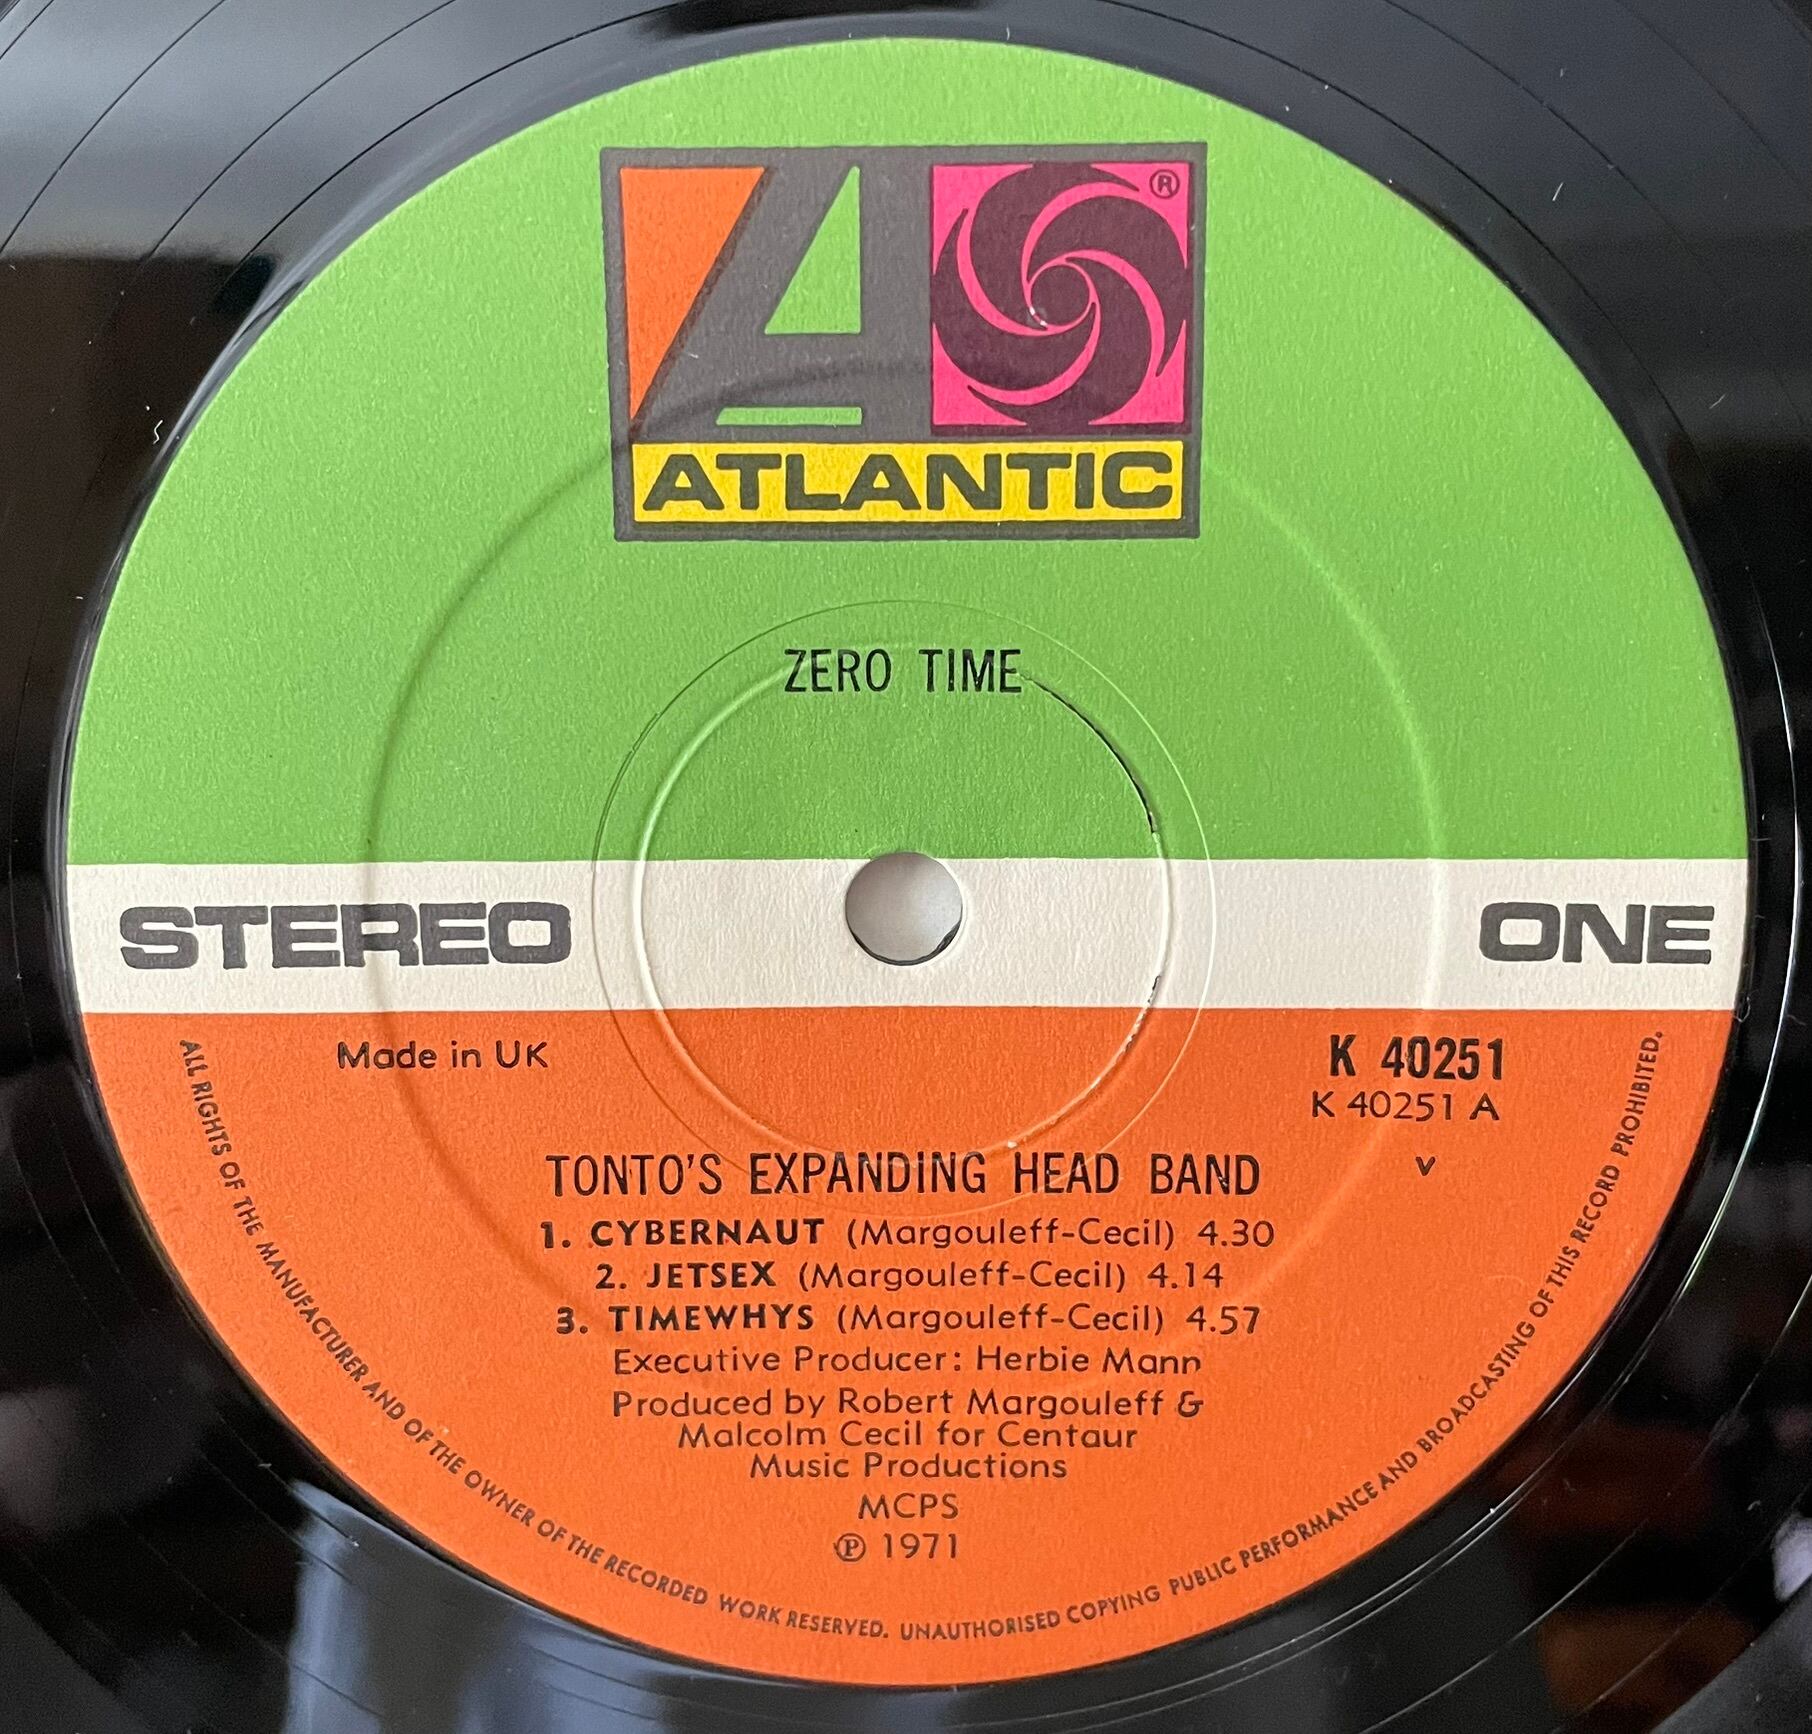 ®
ATLANTIC
ZERO TIME
STEREO
ONE
Made in UK
K 40251
K 40251 A
v
TONTO'S EXPANDING HEAD BAND
1. CYBERNAUT (Margouleff-Cecil) 4.30
2. JETSEX (Margouleff-Cecil) 4.14
3. TIMEWHYS (Margouleff-Cecil) 4.57
Executive Producer: Herbie Mann
Produced by Robert Margouleff &
Malcolm Cecil for Centaur
Music Productions
MCPS
℗ 1971
ALL RIGHTS OF THE MANUFACTURER AND OF THE OWNER OF THE RECORDED WORK RESERVED. UNAUTHORISED COPYING PUBLIC PERFORMANCE AND BROADCASTING OF THIS RECORD PROHIBITED.